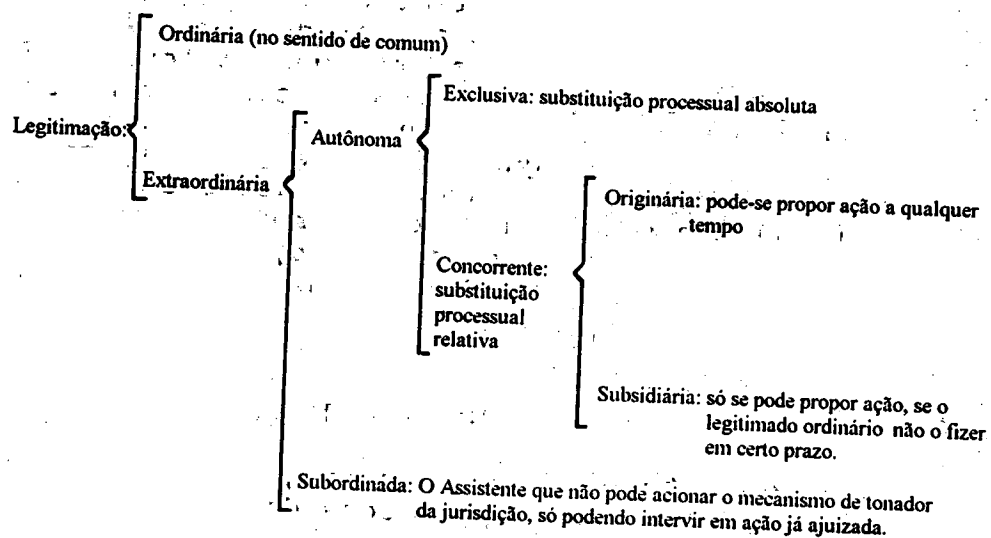 Ordinária (no sentido de comum)
Legitimação:
Extraordinária
Autônoma
Exclusiva: substituição processual absoluta
Concorrente:
substituição
processual
relativa
Originária: pode-se propor ação a qualquer
tempo
Subsidiária: só se pode propor ação, se o
legitimado ordinário não o fizer
em certo prazo.
Subordinada: O Assistente que não pode acionar o mecanismo de tonador
da jurisdição, só podendo intervir em ação já ajuizada.